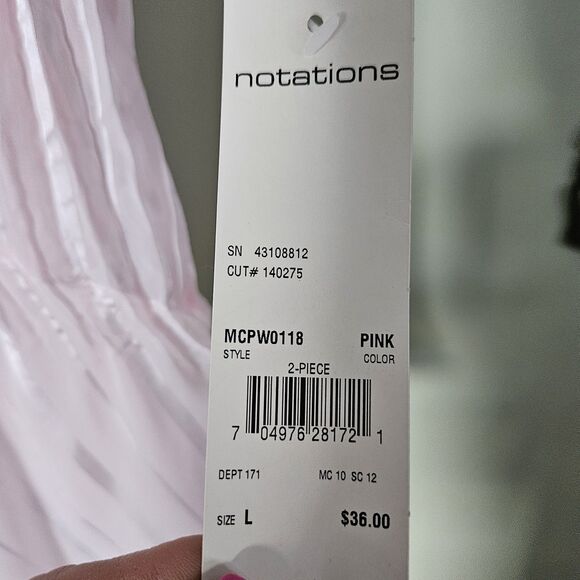 notations
SN 43108812
CUT# 140275
MCPW0118 PINK
STYLE COLOR
2-PIECE
7 04976 28172 1
DEPT 171 MC 10 SC 12
SIZE L $36.00